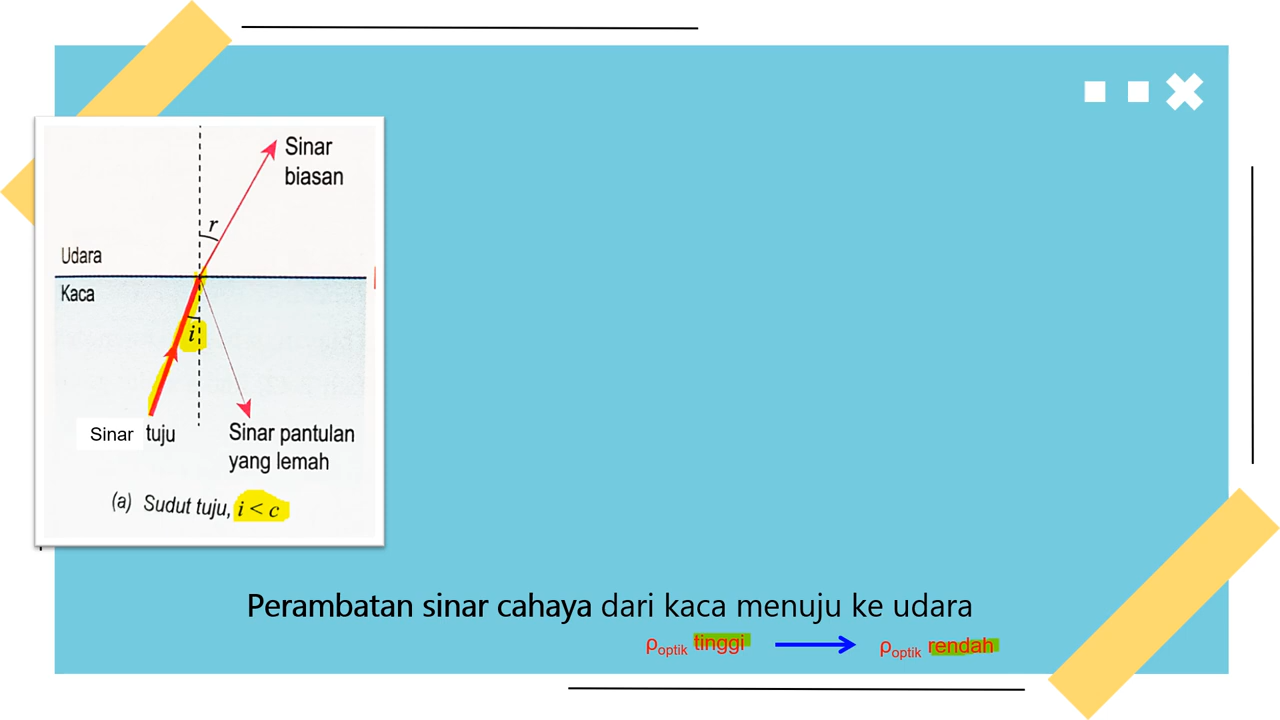 Sinar
biasan
r
Udara
Kaca
i
Sinar tuju
Sinar pantulan
yang lemah
(a) Sudut tuju, i < c
Perambatan sinar cahaya dari kaca menuju ke udara
ρoptik tinggi ρoptik rendah